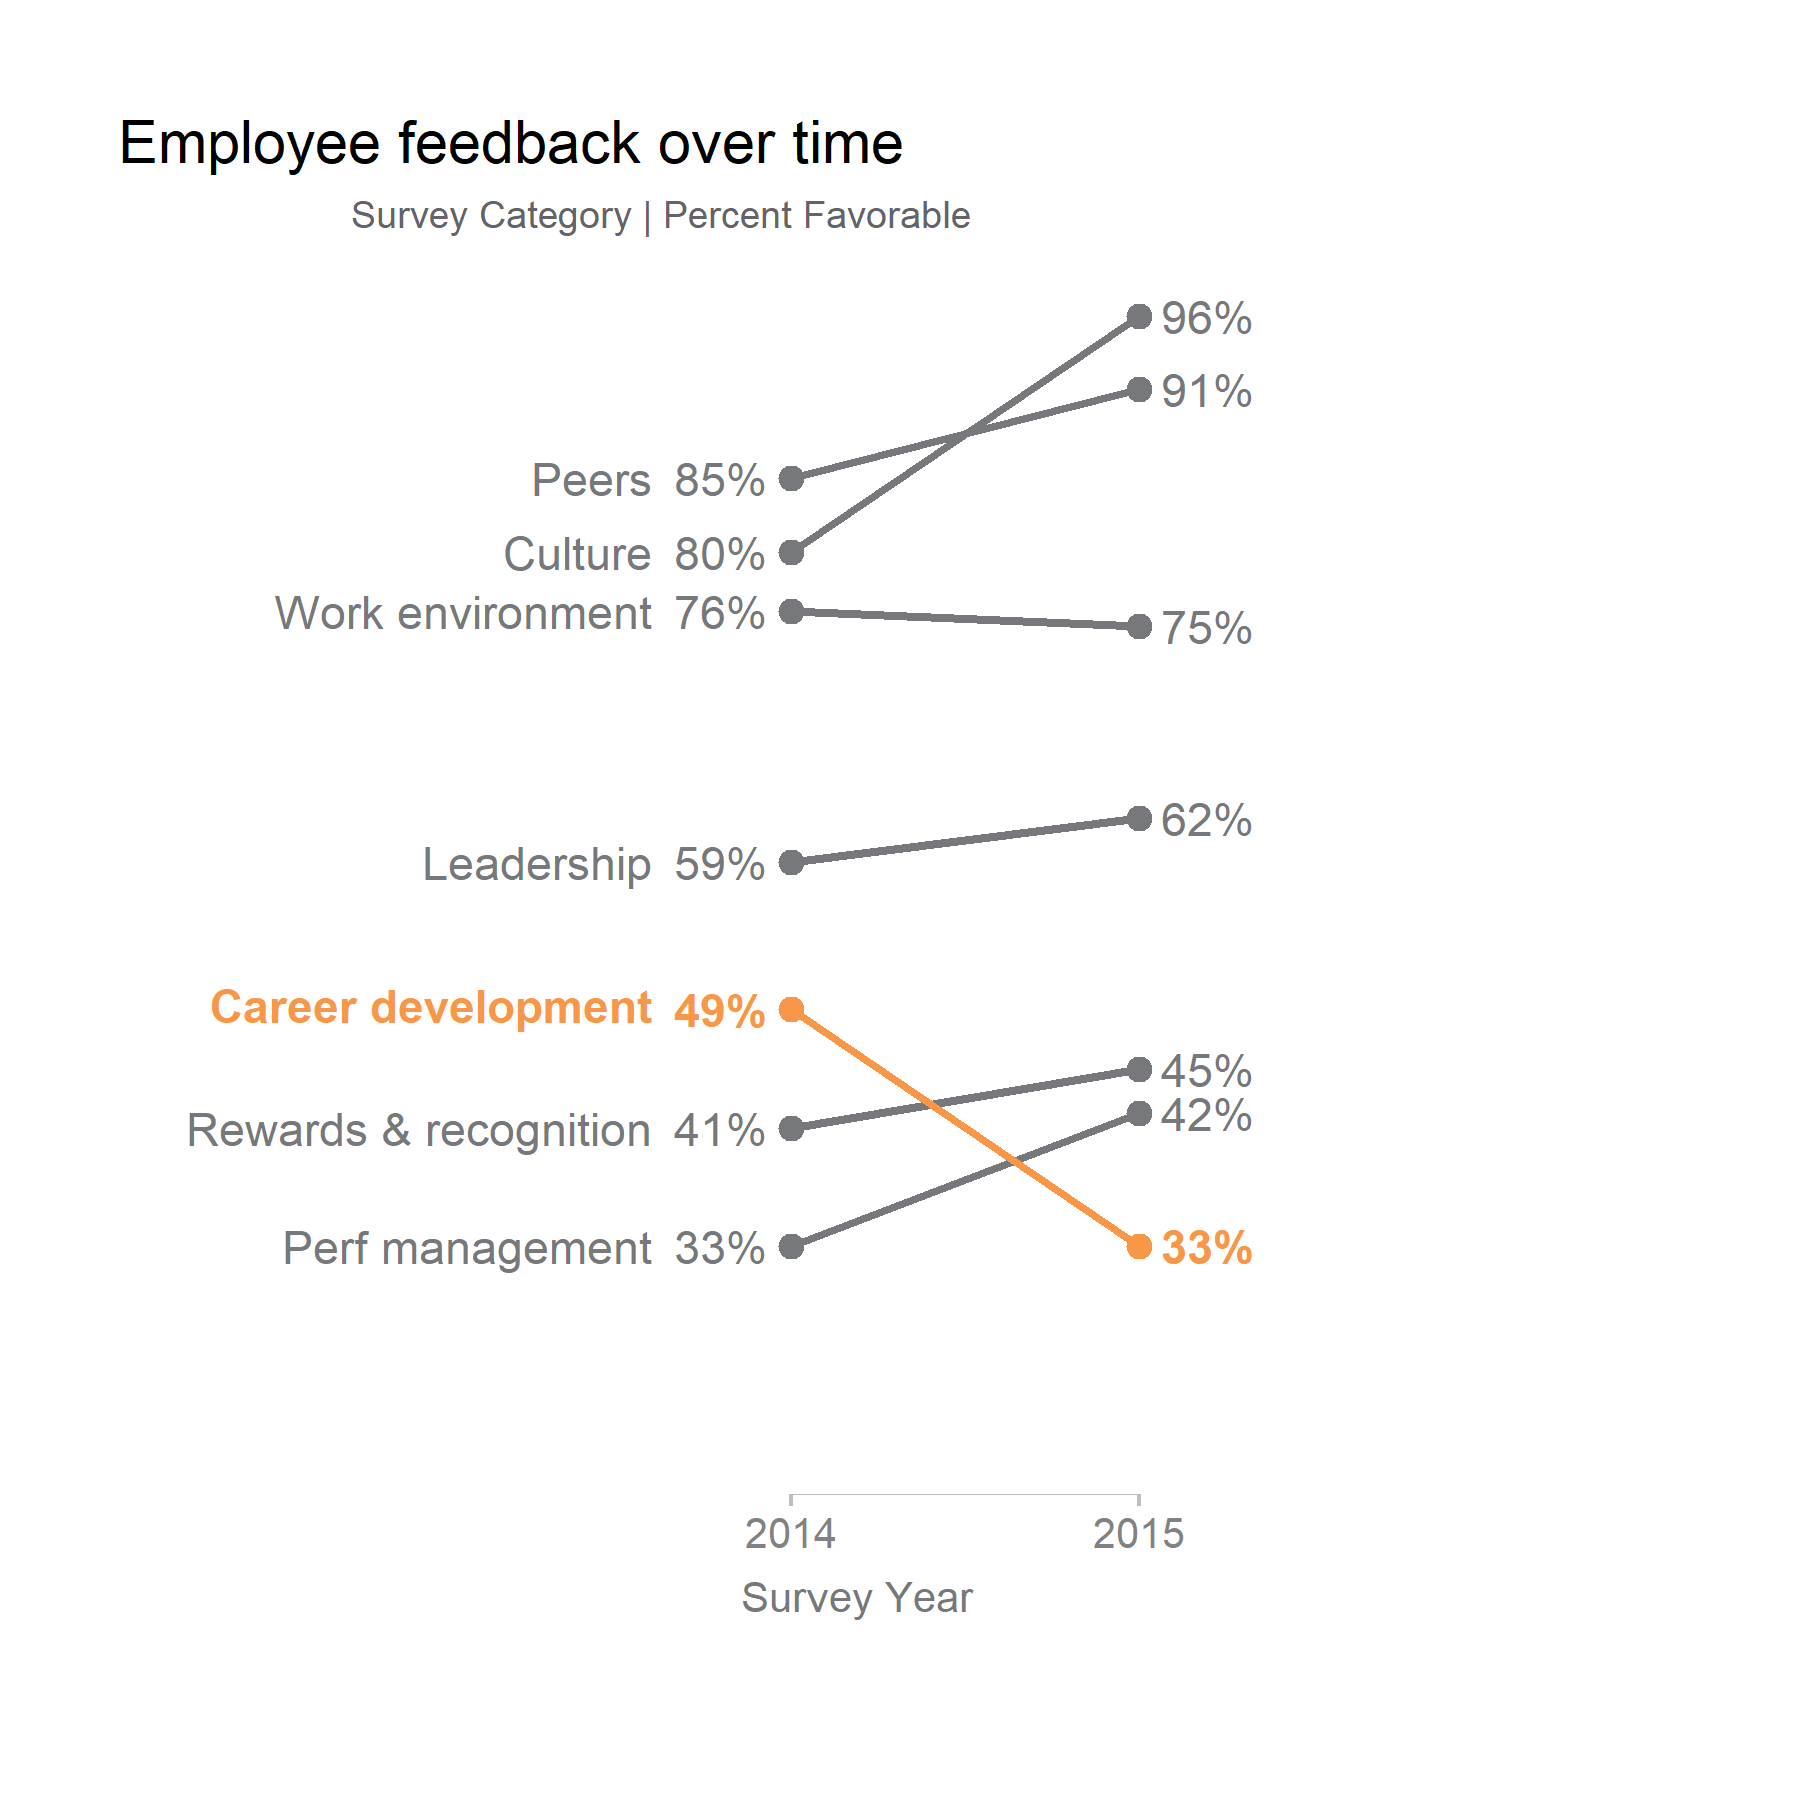 Employee feedback over time
Survey Category | Percent Favorable
96%
91%
Peers 85%
Culture 80%
Work environment 76%
75%
62%
Leadership 59%
Career development 49%
45%
42%
Rewards & recognition 41%
Perf management 33%
33%
2014 2015
Survey Year